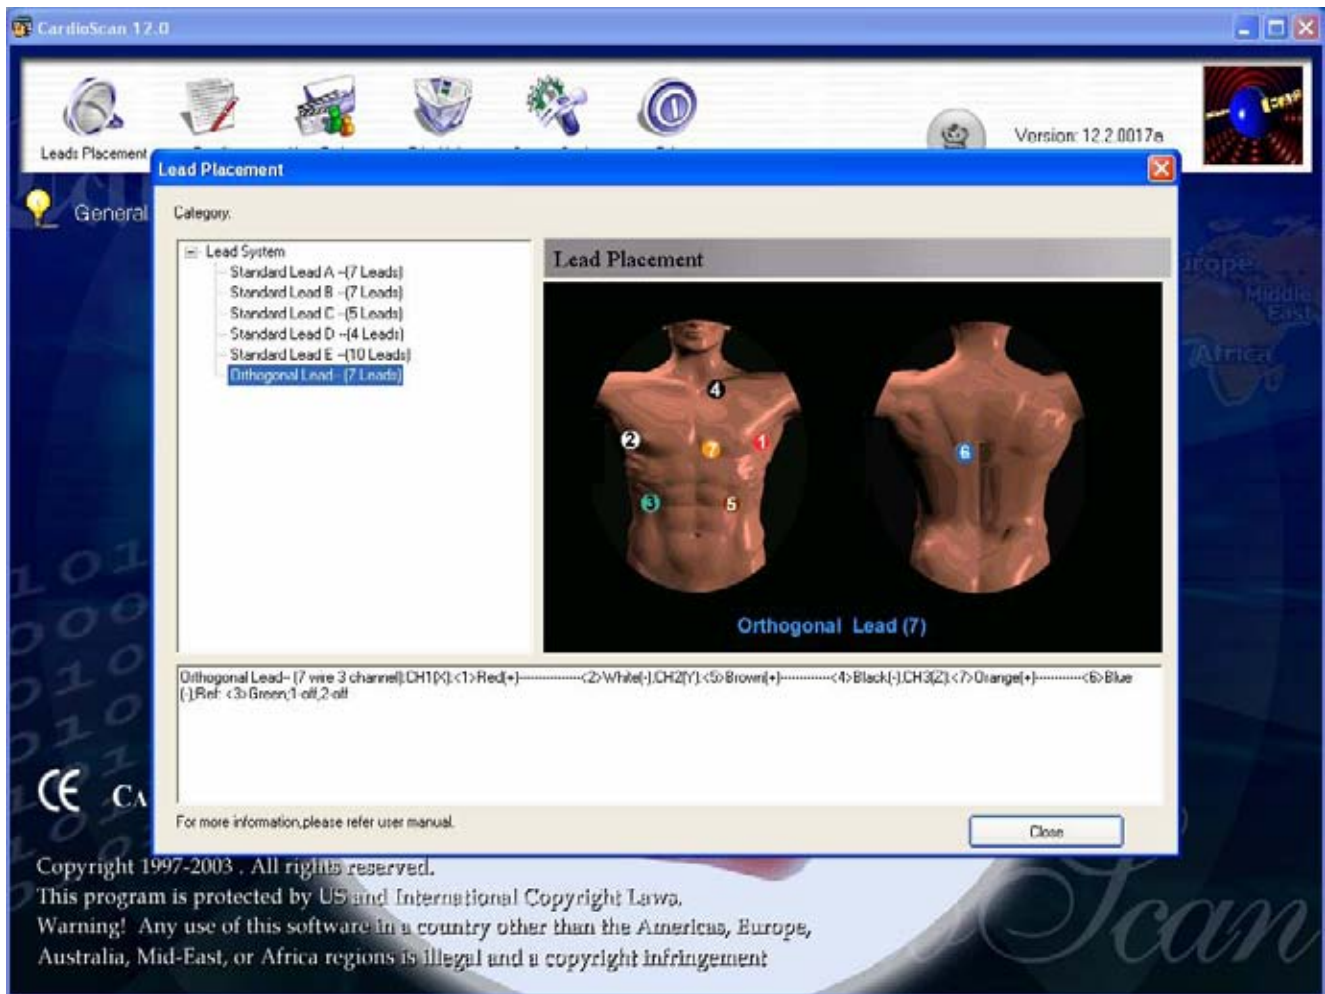 CardioScan 12.0
Leads Placement
Version: 12.2.0017a
General
Lead Placement
Category:
Lead System
Standard Lead A --(7 Leads)
Standard Lead B --(7 Leads)
Standard Lead C --(5 Leads)
Standard Lead D --(4 Leads)
Standard Lead E --(10 Leads)
Orthogonal Lead-- (7 Leads)
Lead Placement
4
2
7
1
6
3
5
Orthogonal Lead (7)
Orthogonal Lead-- (7 wire 3 channel):CH1(X):<1>Red(+)--------------<2>White(-);CH2(Y):<5>Brown(+)-----------<4>Black(-);CH3(Z):<7>Orange(+)-----------<6>Blue
(-);Ref: <3>Green;1-off,2-off
For more information,please refer user manual.
Close
Europe
Middle
East
Africa
CE
Copyright 1997-2003 . All rights reserved.
This program is protected by US and International Copyright Laws.
Warning! Any use of this software in a country other than the Americas, Europe,
Australia, Mid-East, or Africa regions is illegal and a copyright infringement
Scan